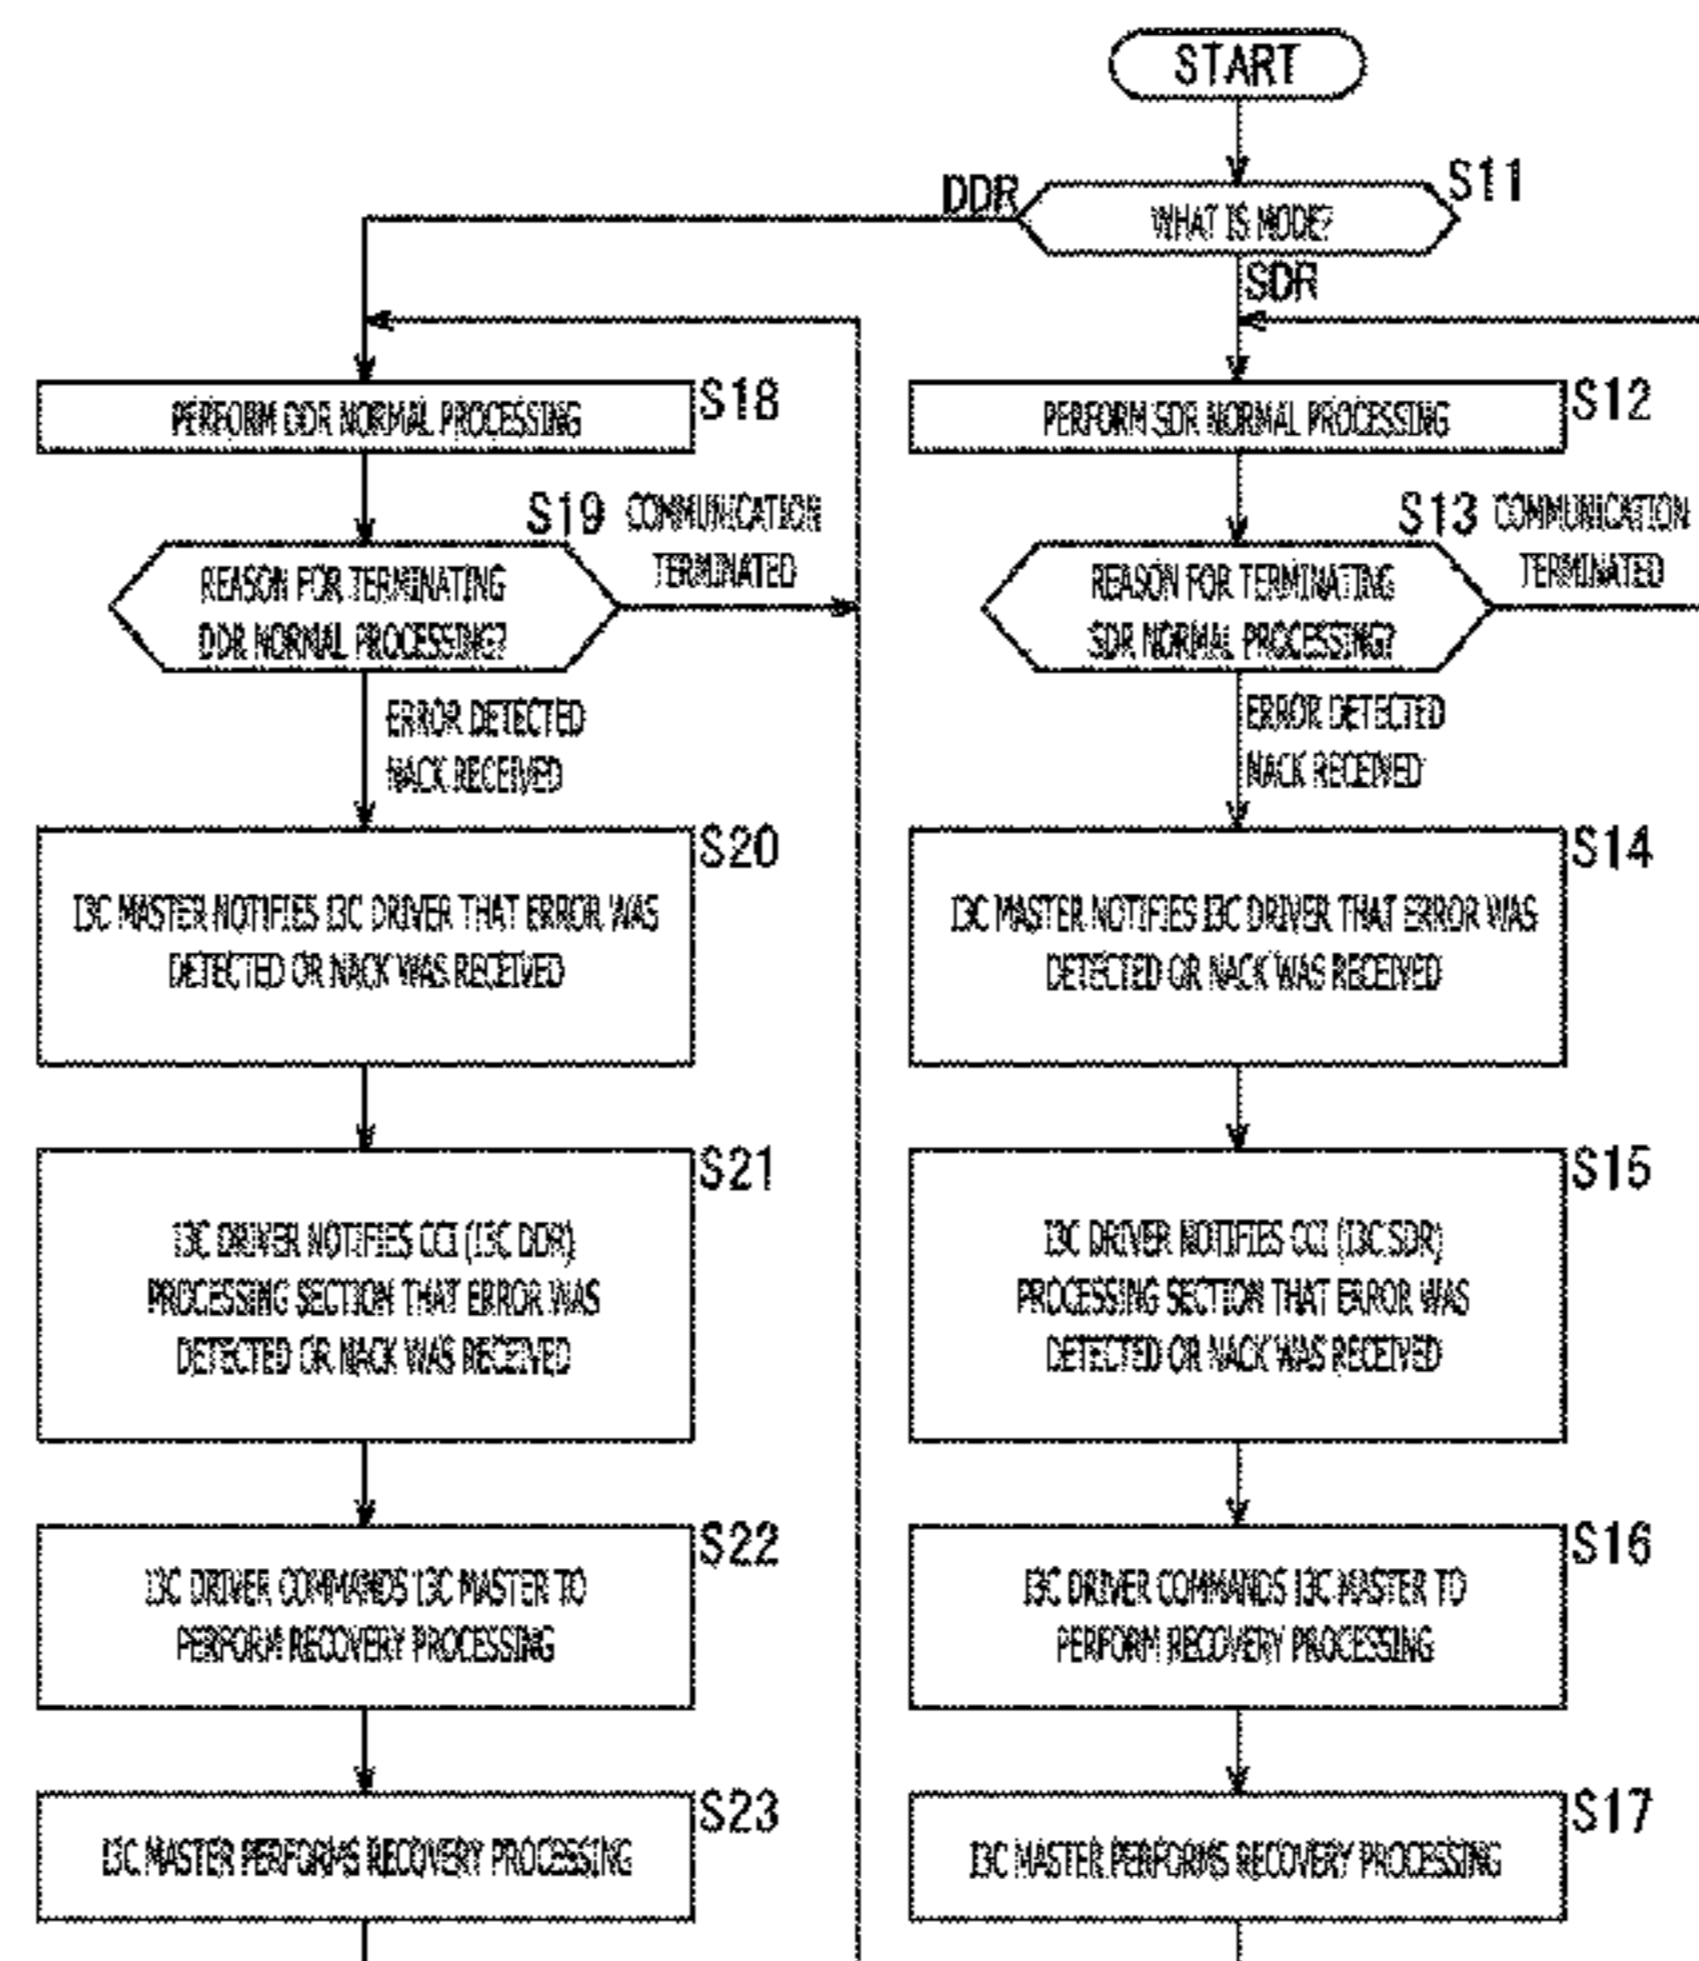 START
S11
DDR
WHAT IS MODE?
SDR
S18
PERFORM DDR NORMAL PROCESSING
S19
COMMUNICATION
TERMINATED
REASON FOR TERMINATING
DDR NORMAL PROCESSING?
ERROR DETECTED
NACK RECEIVED
S20
I3C MASTER NOTIFIES I3C DRIVER THAT ERROR WAS
DETECTED OR NACK WAS RECEIVED
S21
I3C DRIVER NOTIFIES CCI (I3C DDR)
PROCESSING SECTION THAT ERROR WAS
DETECTED OR NACK WAS RECEIVED
S22
I3C DRIVER COMMANDS I3C MASTER TO
PERFORM RECOVERY PROCESSING
S23
I3C MASTER PERFORMS RECOVERY PROCESSING
S12
PERFORM SDR NORMAL PROCESSING
S13
COMMUNICATION
TERMINATED
REASON FOR TERMINATING
SDR NORMAL PROCESSING?
ERROR DETECTED
NACK RECEIVED
S14
I3C MASTER NOTIFIES I3C DRIVER THAT ERROR WAS
DETECTED OR NACK WAS RECEIVED
S15
I3C DRIVER NOTIFIES CCI (I3C SDR)
PROCESSING SECTION THAT ERROR WAS
DETECTED OR NACK WAS RECEIVED
S16
I3C DRIVER COMMANDS I3C MASTER TO
PERFORM RECOVERY PROCESSING
S17
I3C MASTER PERFORMS RECOVERY PROCESSING